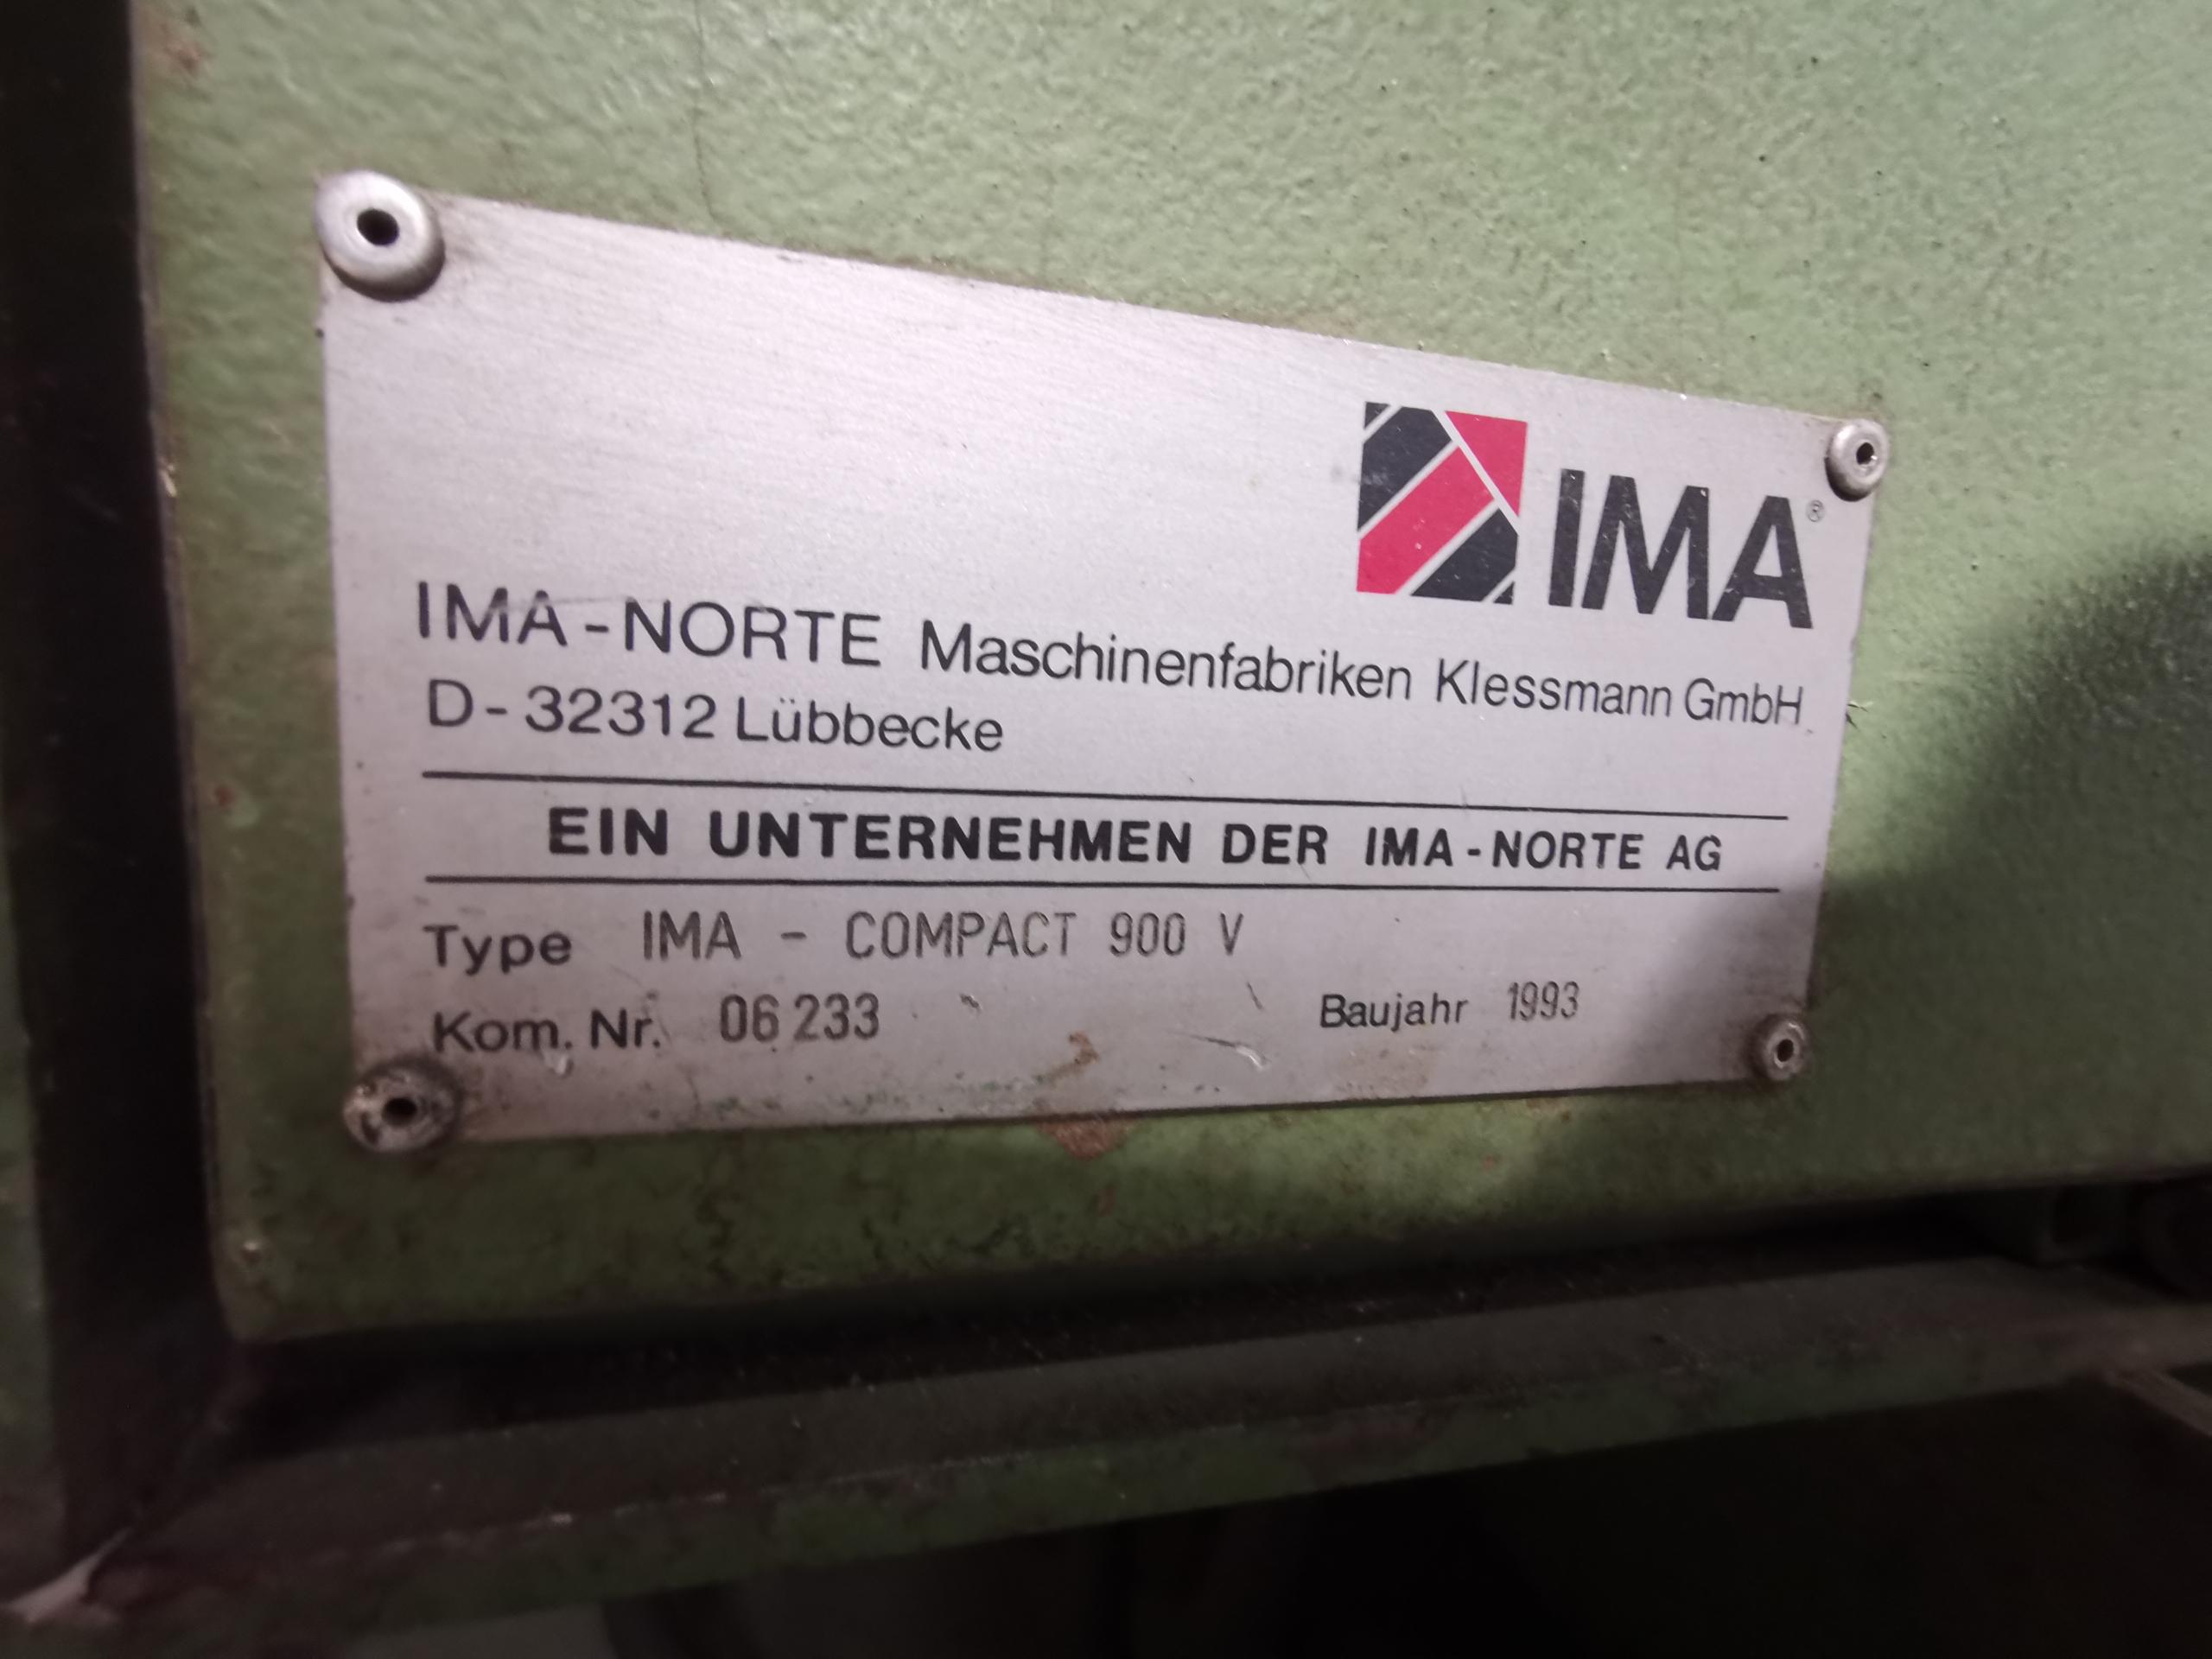 IMA®
IMA-NORTE Maschinenfabriken Klessmann GmbH
D-32312 Lübbecke
EIN UNTERNEHMEN DER IMA-NORTE AG
Type IMA - COMPACT 900 V
Kom. Nr. 06 233 Baujahr 1993